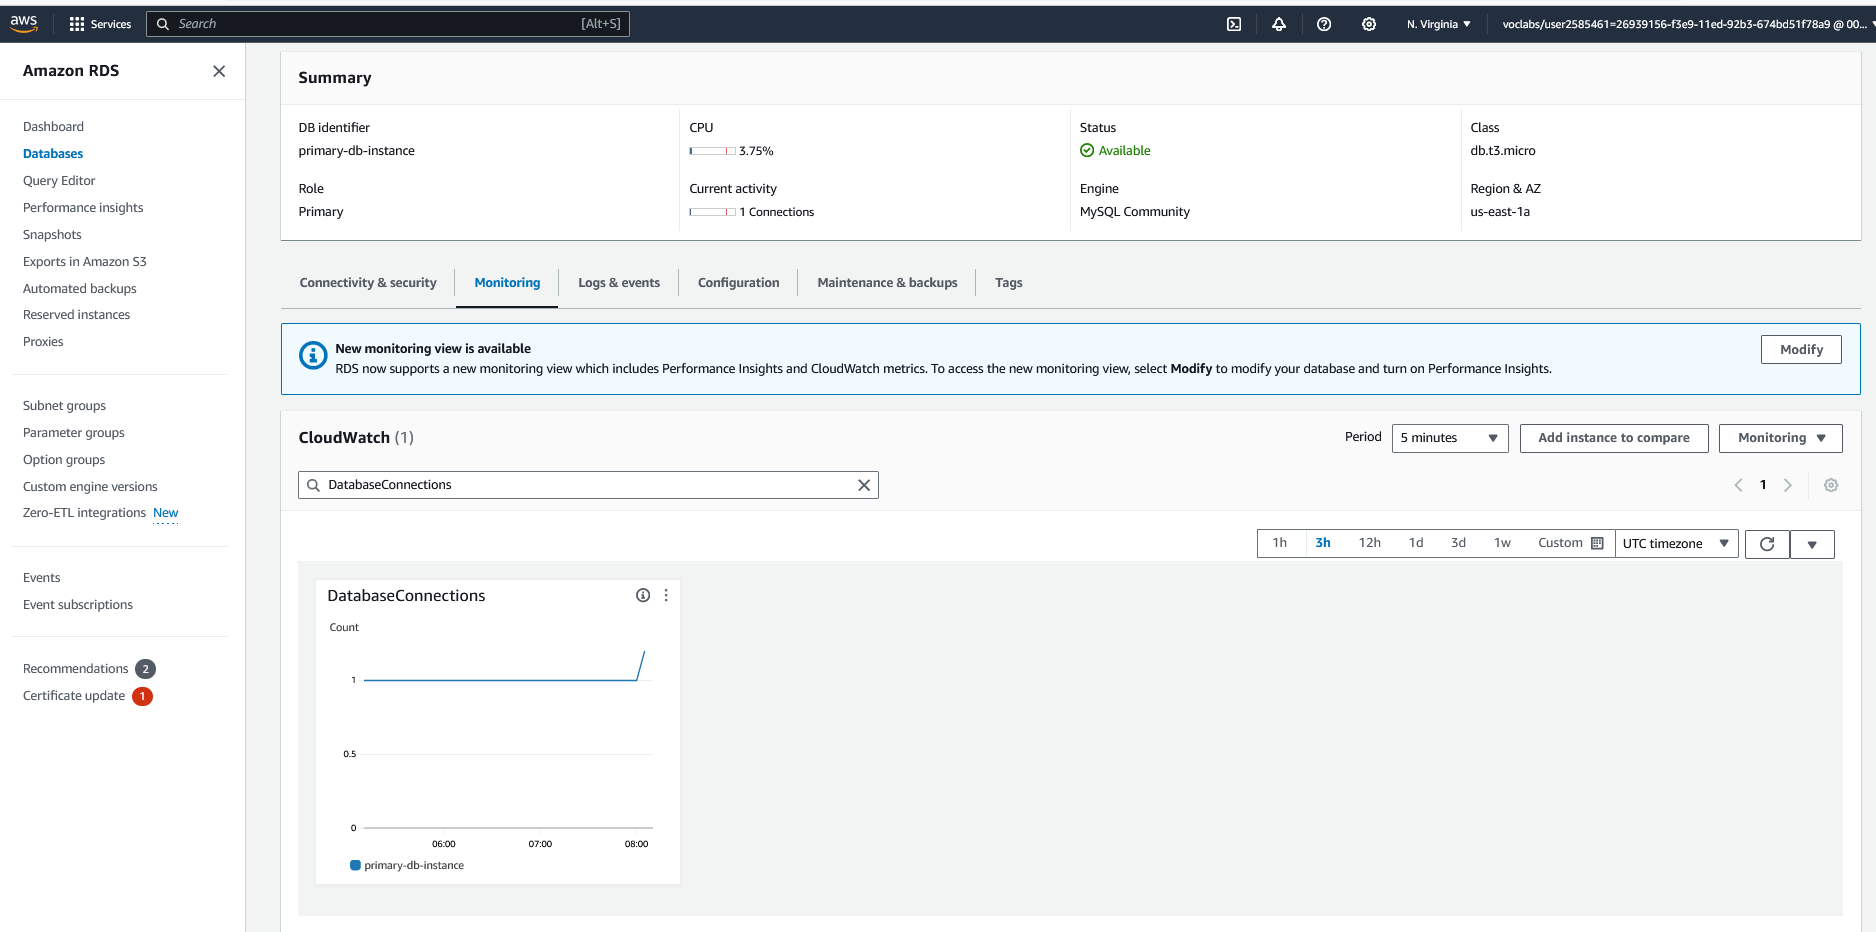 aws Services Search [Alt+S] N. Virginia voclabs/user2585461=26939156-f3e9-11ed-92b3-674bd51f78a9 @ 00...
Amazon RDS
Dashboard
Databases
Query Editor
Performance insights
Snapshots
Exports in Amazon S3
Automated backups
Reserved instances
Proxies
Subnet groups
Parameter groups
Option groups
Custom engine versions
Zero-ETL integrations New
Events
Event subscriptions
Recommendations 2
Certificate update 1
Summary
DB identifier
primary-db-instance
Role
Primary
CPU
3.75%
Current activity
1 Connections
Status
Available
Engine
MySQL Community
Class
db.t3.micro
Region & AZ
us-east-1a
Connectivity & security Monitoring Logs & events Configuration Maintenance & backups Tags
New monitoring view is available
RDS now supports a new monitoring view which includes Performance Insights and CloudWatch metrics. To access the new monitoring view, select Modify to modify your database and turn on Performance Insights.
Modify
CloudWatch (1)
Period 5 minutes Add instance to compare Monitoring
DatabaseConnections
1
1h 3h 12h 1d 3d 1w Custom UTC timezone
DatabaseConnections
Count
1
0.5
0
06:00 07:00 08:00
primary-db-instance